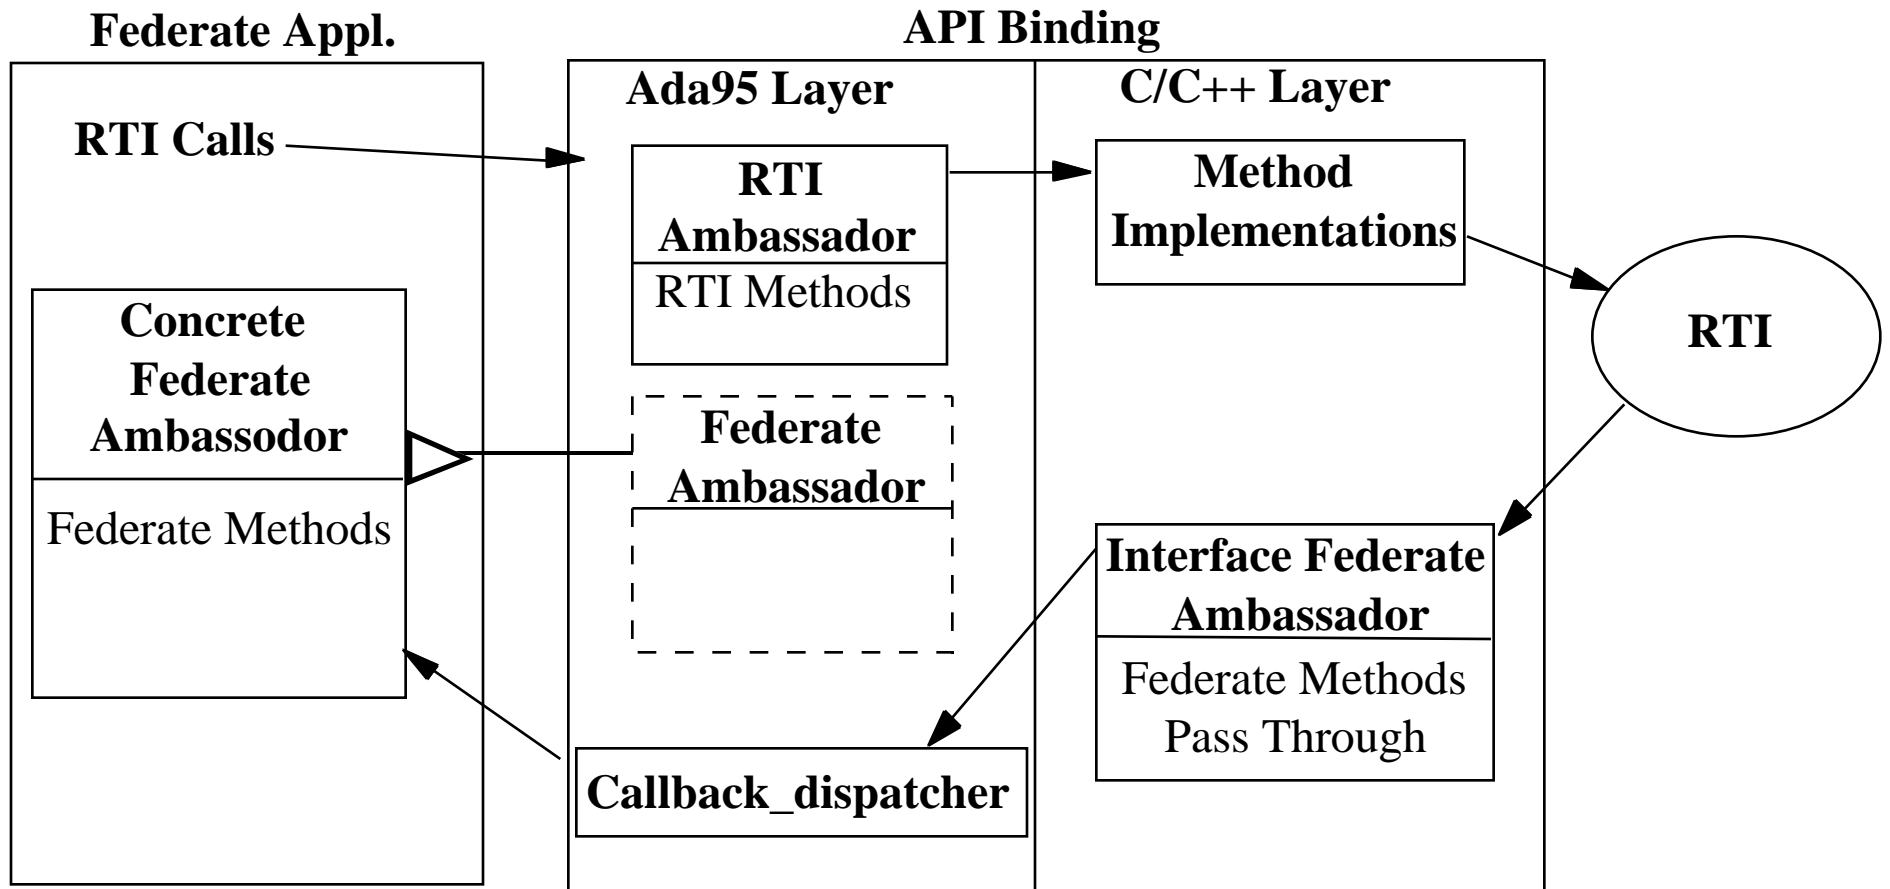 Federate Appl.
API Binding
Ada95 Layer
C/C++ Layer
RTI Calls
RTI
Ambassador
RTI Methods
Method
Implementations
RTI
Concrete
Federate
Ambassodor
Federate Methods
Federate
Ambassador
Interface Federate
Ambassador
Federate Methods
Pass Through
Callback_dispatcher